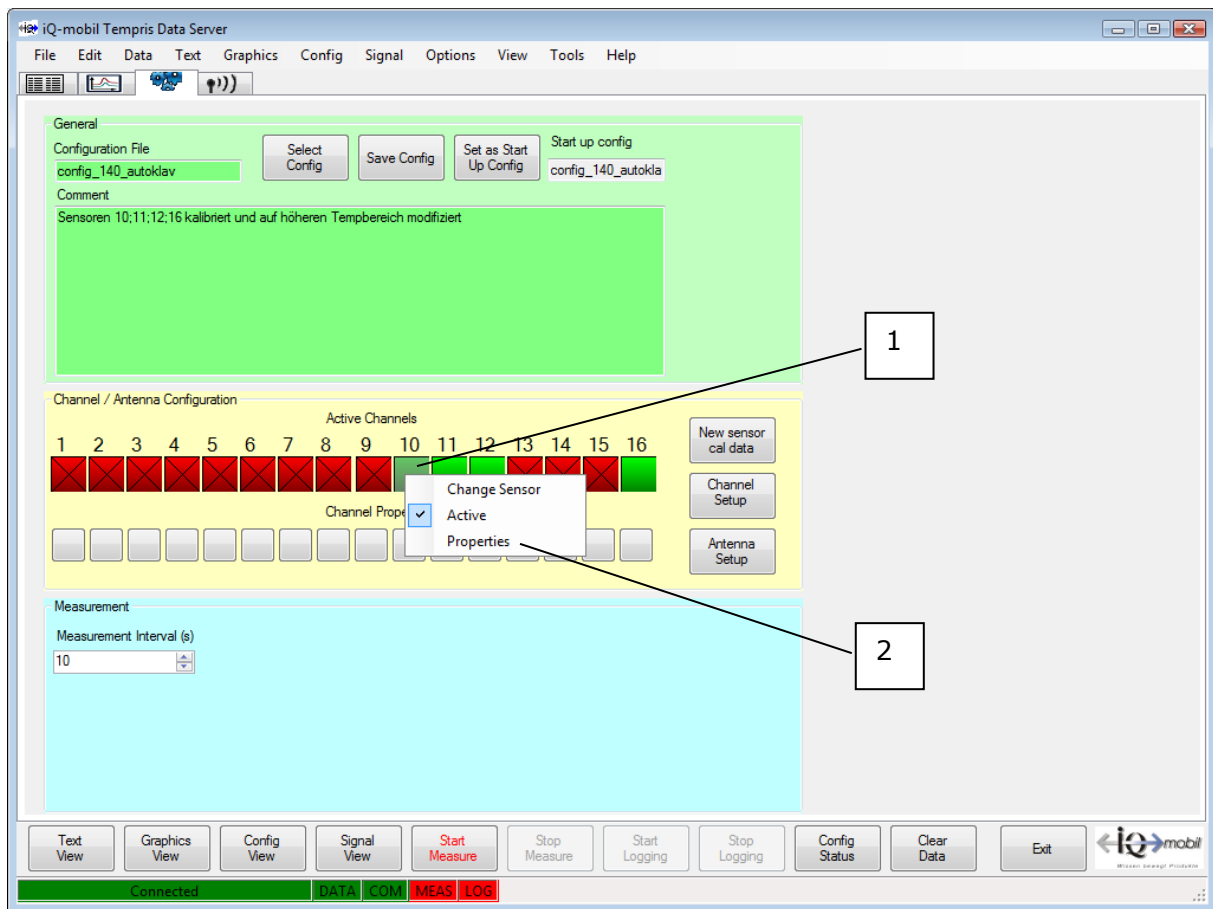 iQ-mobil Tempris Data Server
File Edit Data Text Graphics Config Signal Options View Tools Help
General
Configuration File
config_140_autoklav
Select Config
Save Config
Set as Start Up Config
Start up config
config_140_autokla
Comment
Sensoren 10;11;12;16 kalibriert und auf höheren Tempbereich modifiziert
1
Channel / Antenna Configuration
Active Channels
1 2 3 4 5 6 7 8 9 10 11 12 13 14 15 16
New sensor cal data
Channel Setup
Antenna Setup
Change Sensor
Active
Properties
Channel Prope
2
Measurement
Measurement Interval (s)
10
Text View
Graphics View
Config View
Signal View
Start Measure
Stop Measure
Start Logging
Stop Logging
Config Status
Clear Data
Exit
iQ mobil
Wissen bewegt Produkte
Connected DATA COM MEAS LOG